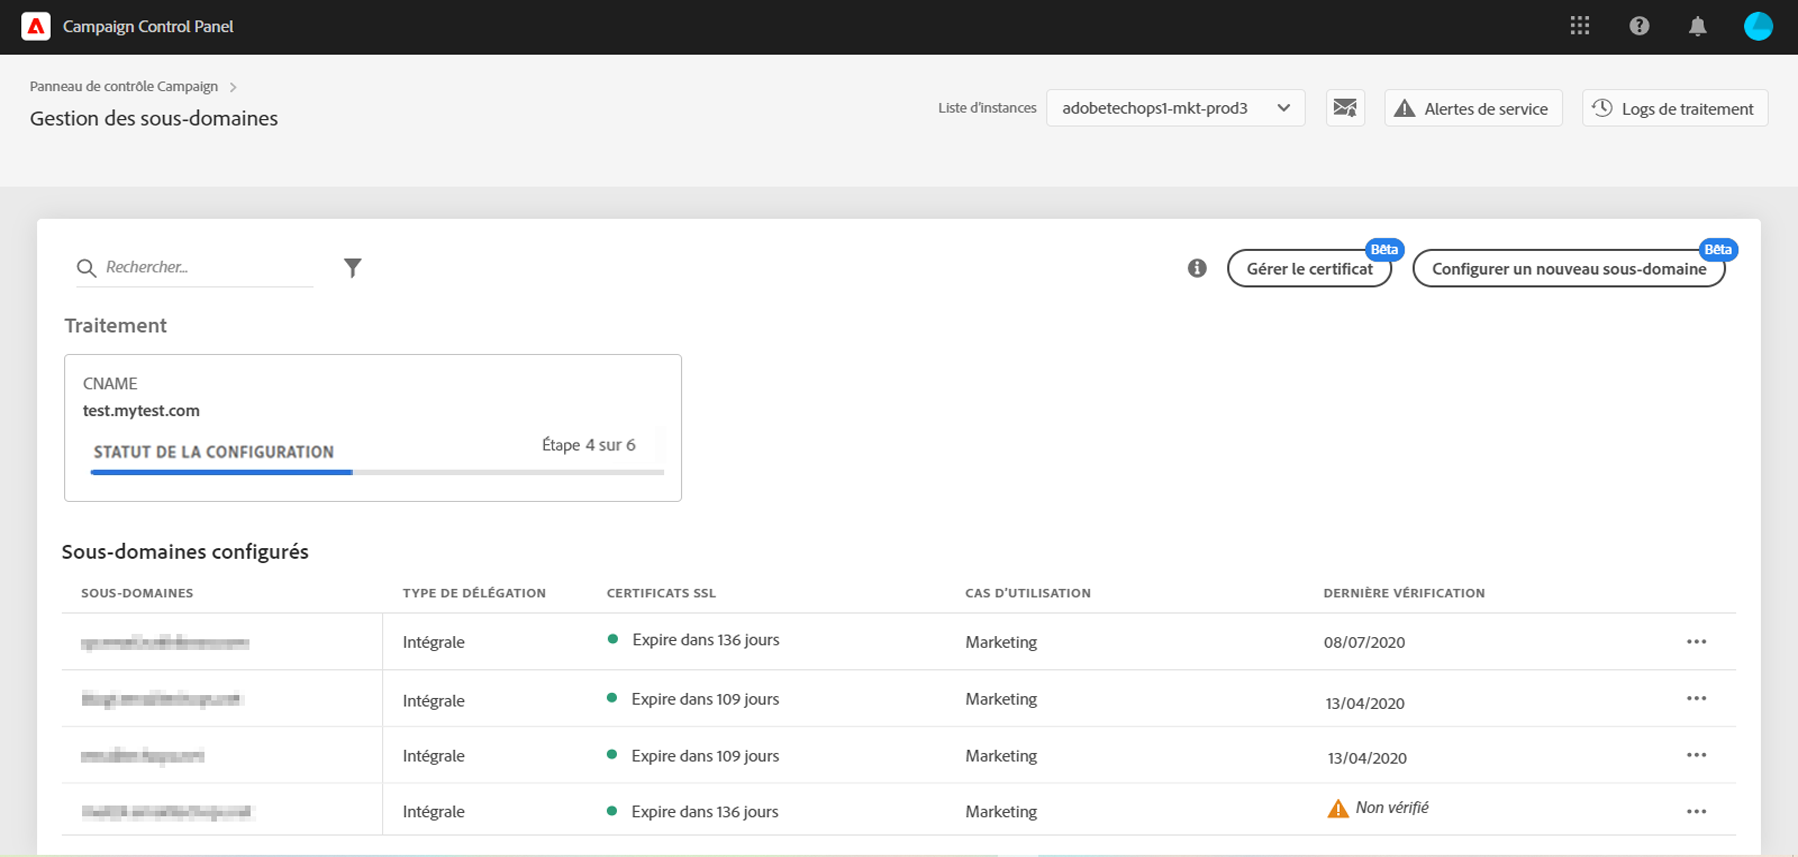 Campaign Control Panel
Panneau de contrôle Campaign
Gestion des sous-domaines
Liste d'instances
adobetechops1-mkt-prod3
Alertes de service
Logs de traitement
Rechercher...
Gérer le certificat
Bêta
Configurer un nouveau sous-domaine
Bêta
Traitement
CNAME
test.mytest.com
STATUT DE LA CONFIGURATION
Étape 4 sur 6
Sous-domaines configurés
SOUS-DOMAINES TYPE DE DÉLÉGATION CERTIFICATS SSL CAS D'UTILISATION DERNIÈRE VÉRIFICATION
Intégrale Expire dans 136 jours Marketing 08/07/2020
Intégrale Expire dans 109 jours Marketing 13/04/2020
Intégrale Expire dans 109 jours Marketing 13/04/2020
Intégrale Expire dans 136 jours Marketing Non vérifié